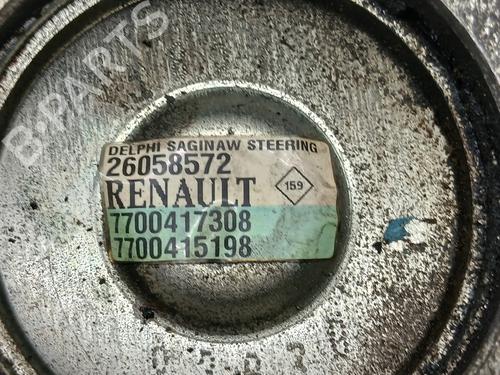 B-PARTS
DELPHI SAGINAW STEERING
26058572
RENAULT
159
7700417308
7700415198